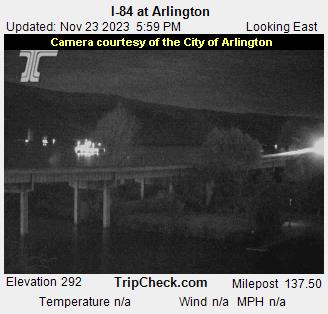 I-84 at Arlington
Updated: Nov 23 2023 5:59 PM Looking East
Camera courtesy of the City of Arlington
Elevation 292 TripCheck.com Milepost 137.50
Temperature n/a Wind n/a MPH n/a